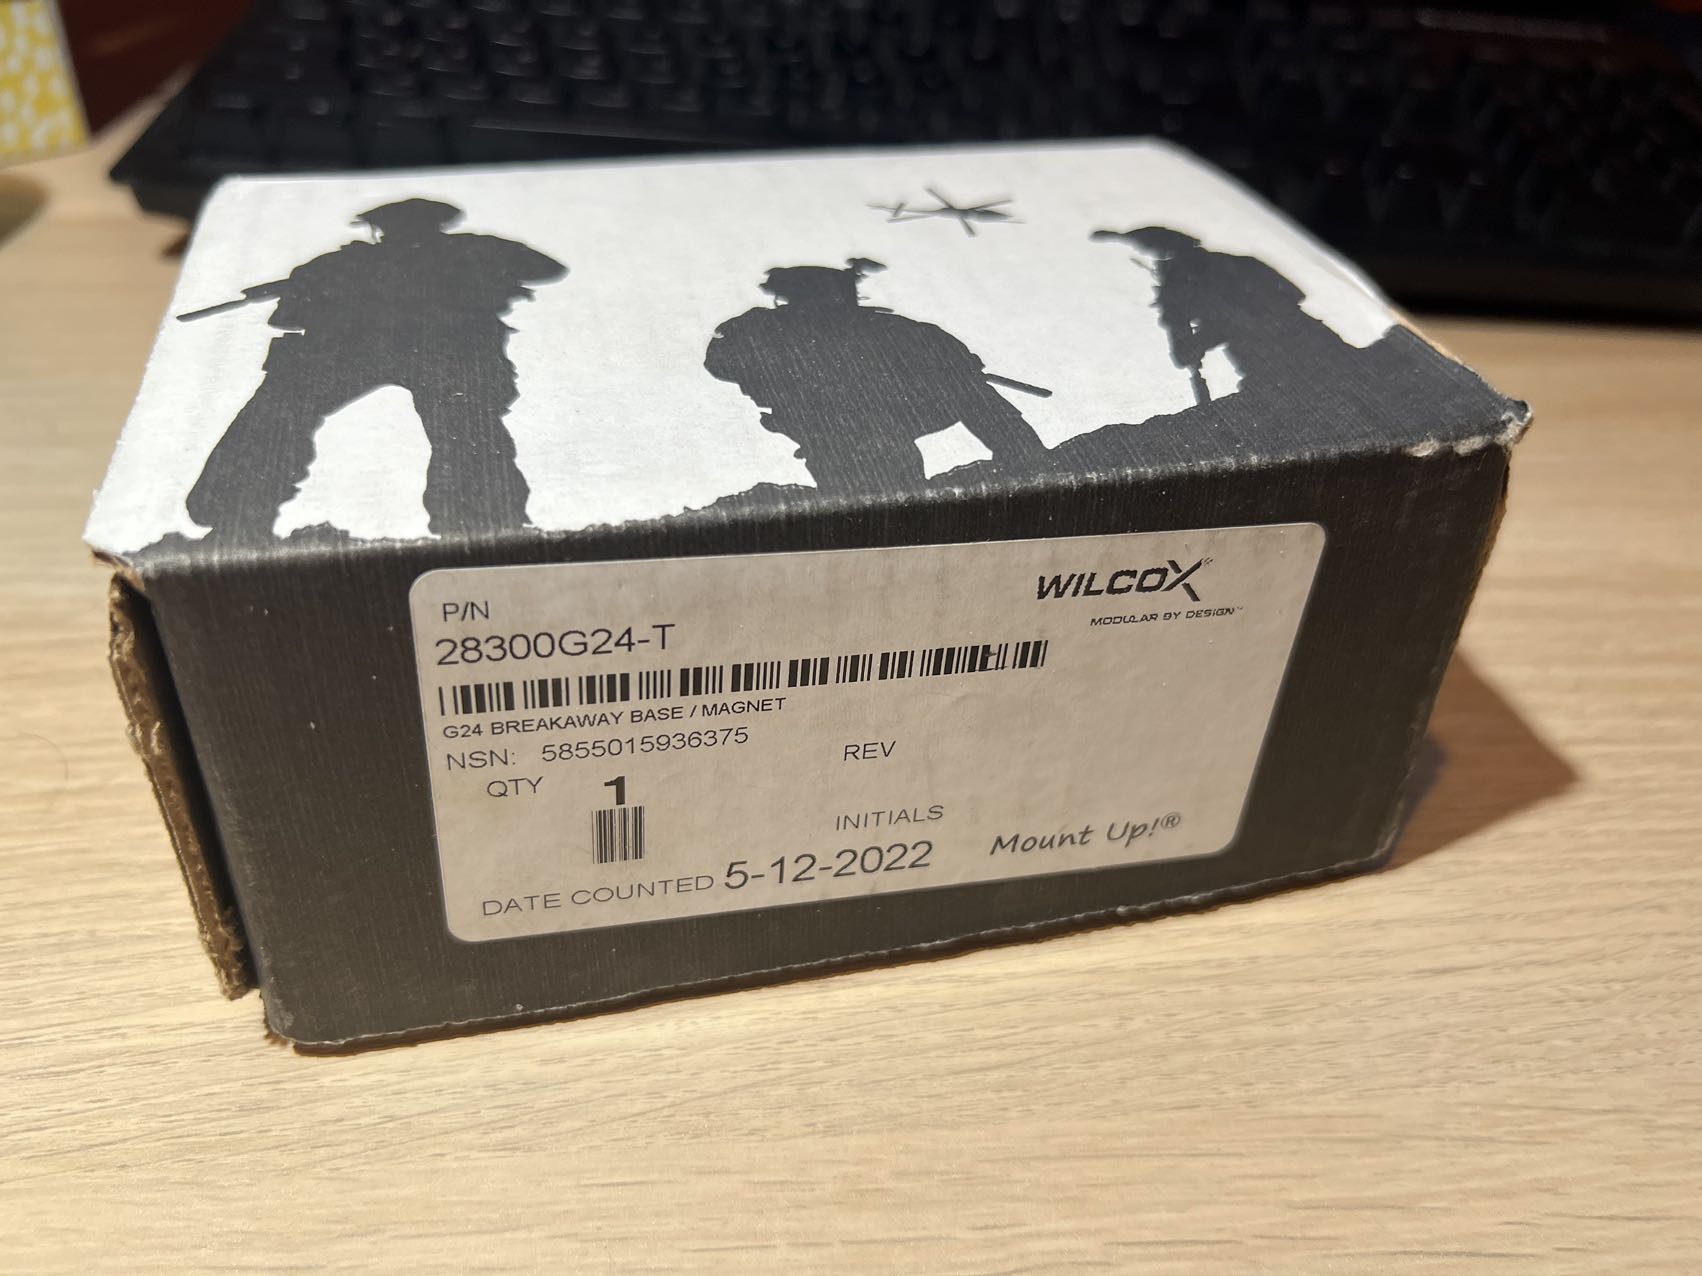 P/N
WILCOX™
28300G24-T
MODULAR BY DESIGN™
G24 BREAKAWAY BASE / MAGNET
NSN: 5855015936375
REV
QTY 1
INITIALS
DATE COUNTED 5-12-2022
Mount Up!®